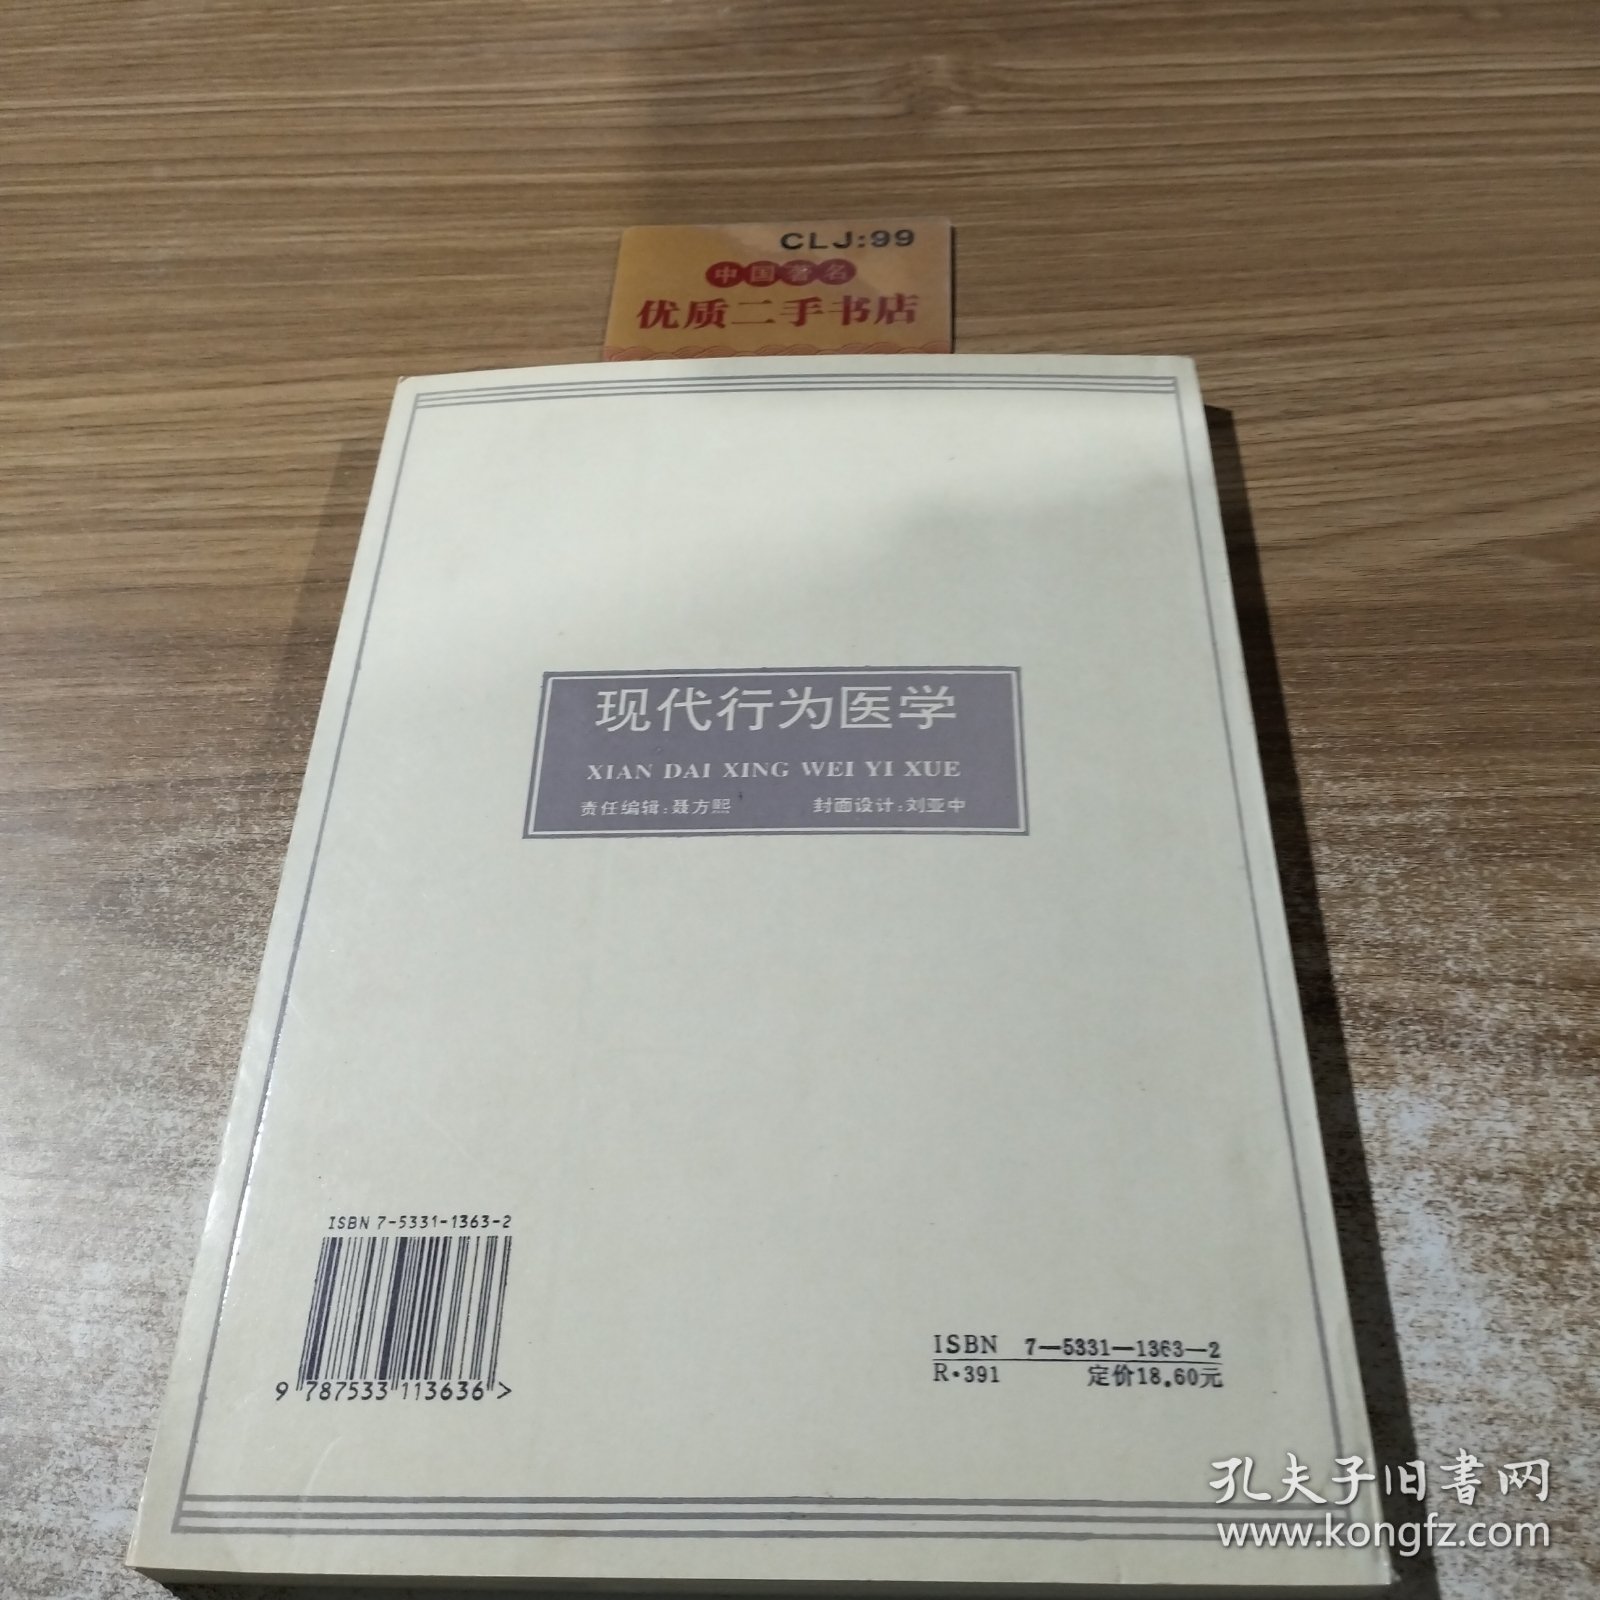 CLJ:99
中国著名
优质二手书店
现代行为医学
XIAN DAI XING WEI YI XUE
责任编辑:聂方熙 封面设计:刘亚中
ISBN 7-5331-1363-2
9 787533 113636 >
ISBN 7—5331—1363—2
R·391 定价18.60元
孔夫子旧书网
www.kongfz.com